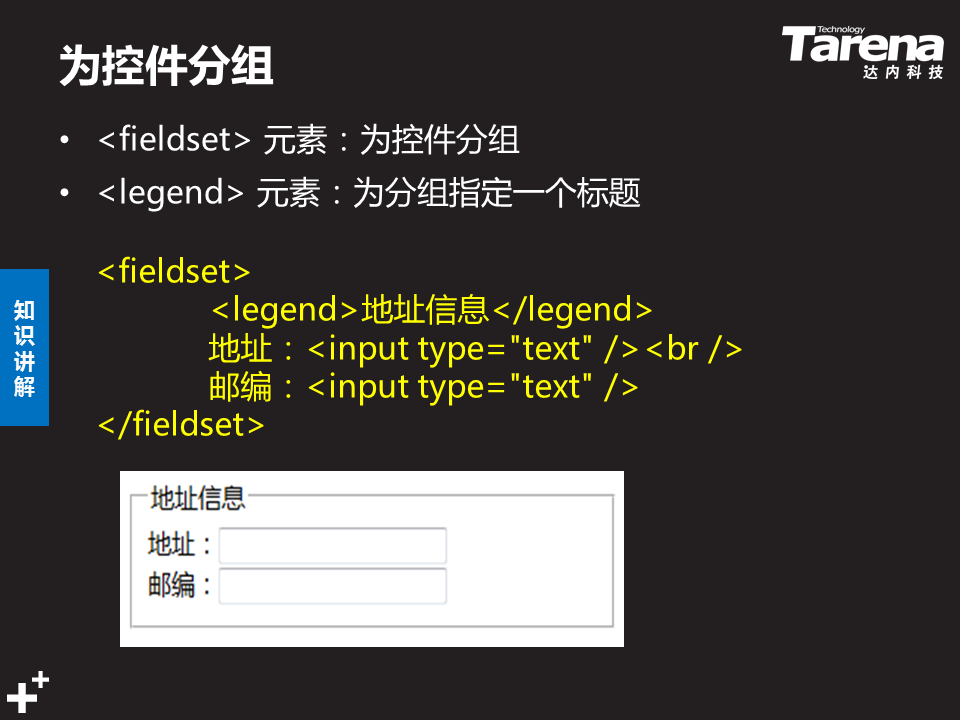 为控件分组
Technology
Tarena
达内科技
• <fieldset> 元素：为控件分组
• <legend> 元素：为分组指定一个标题
<fieldset>
<legend>地址信息</legend>
地址：<input type="text" /><br />
邮编：<input type="text" />
</fieldset>
知识讲解
地址信息
地址：
邮编：